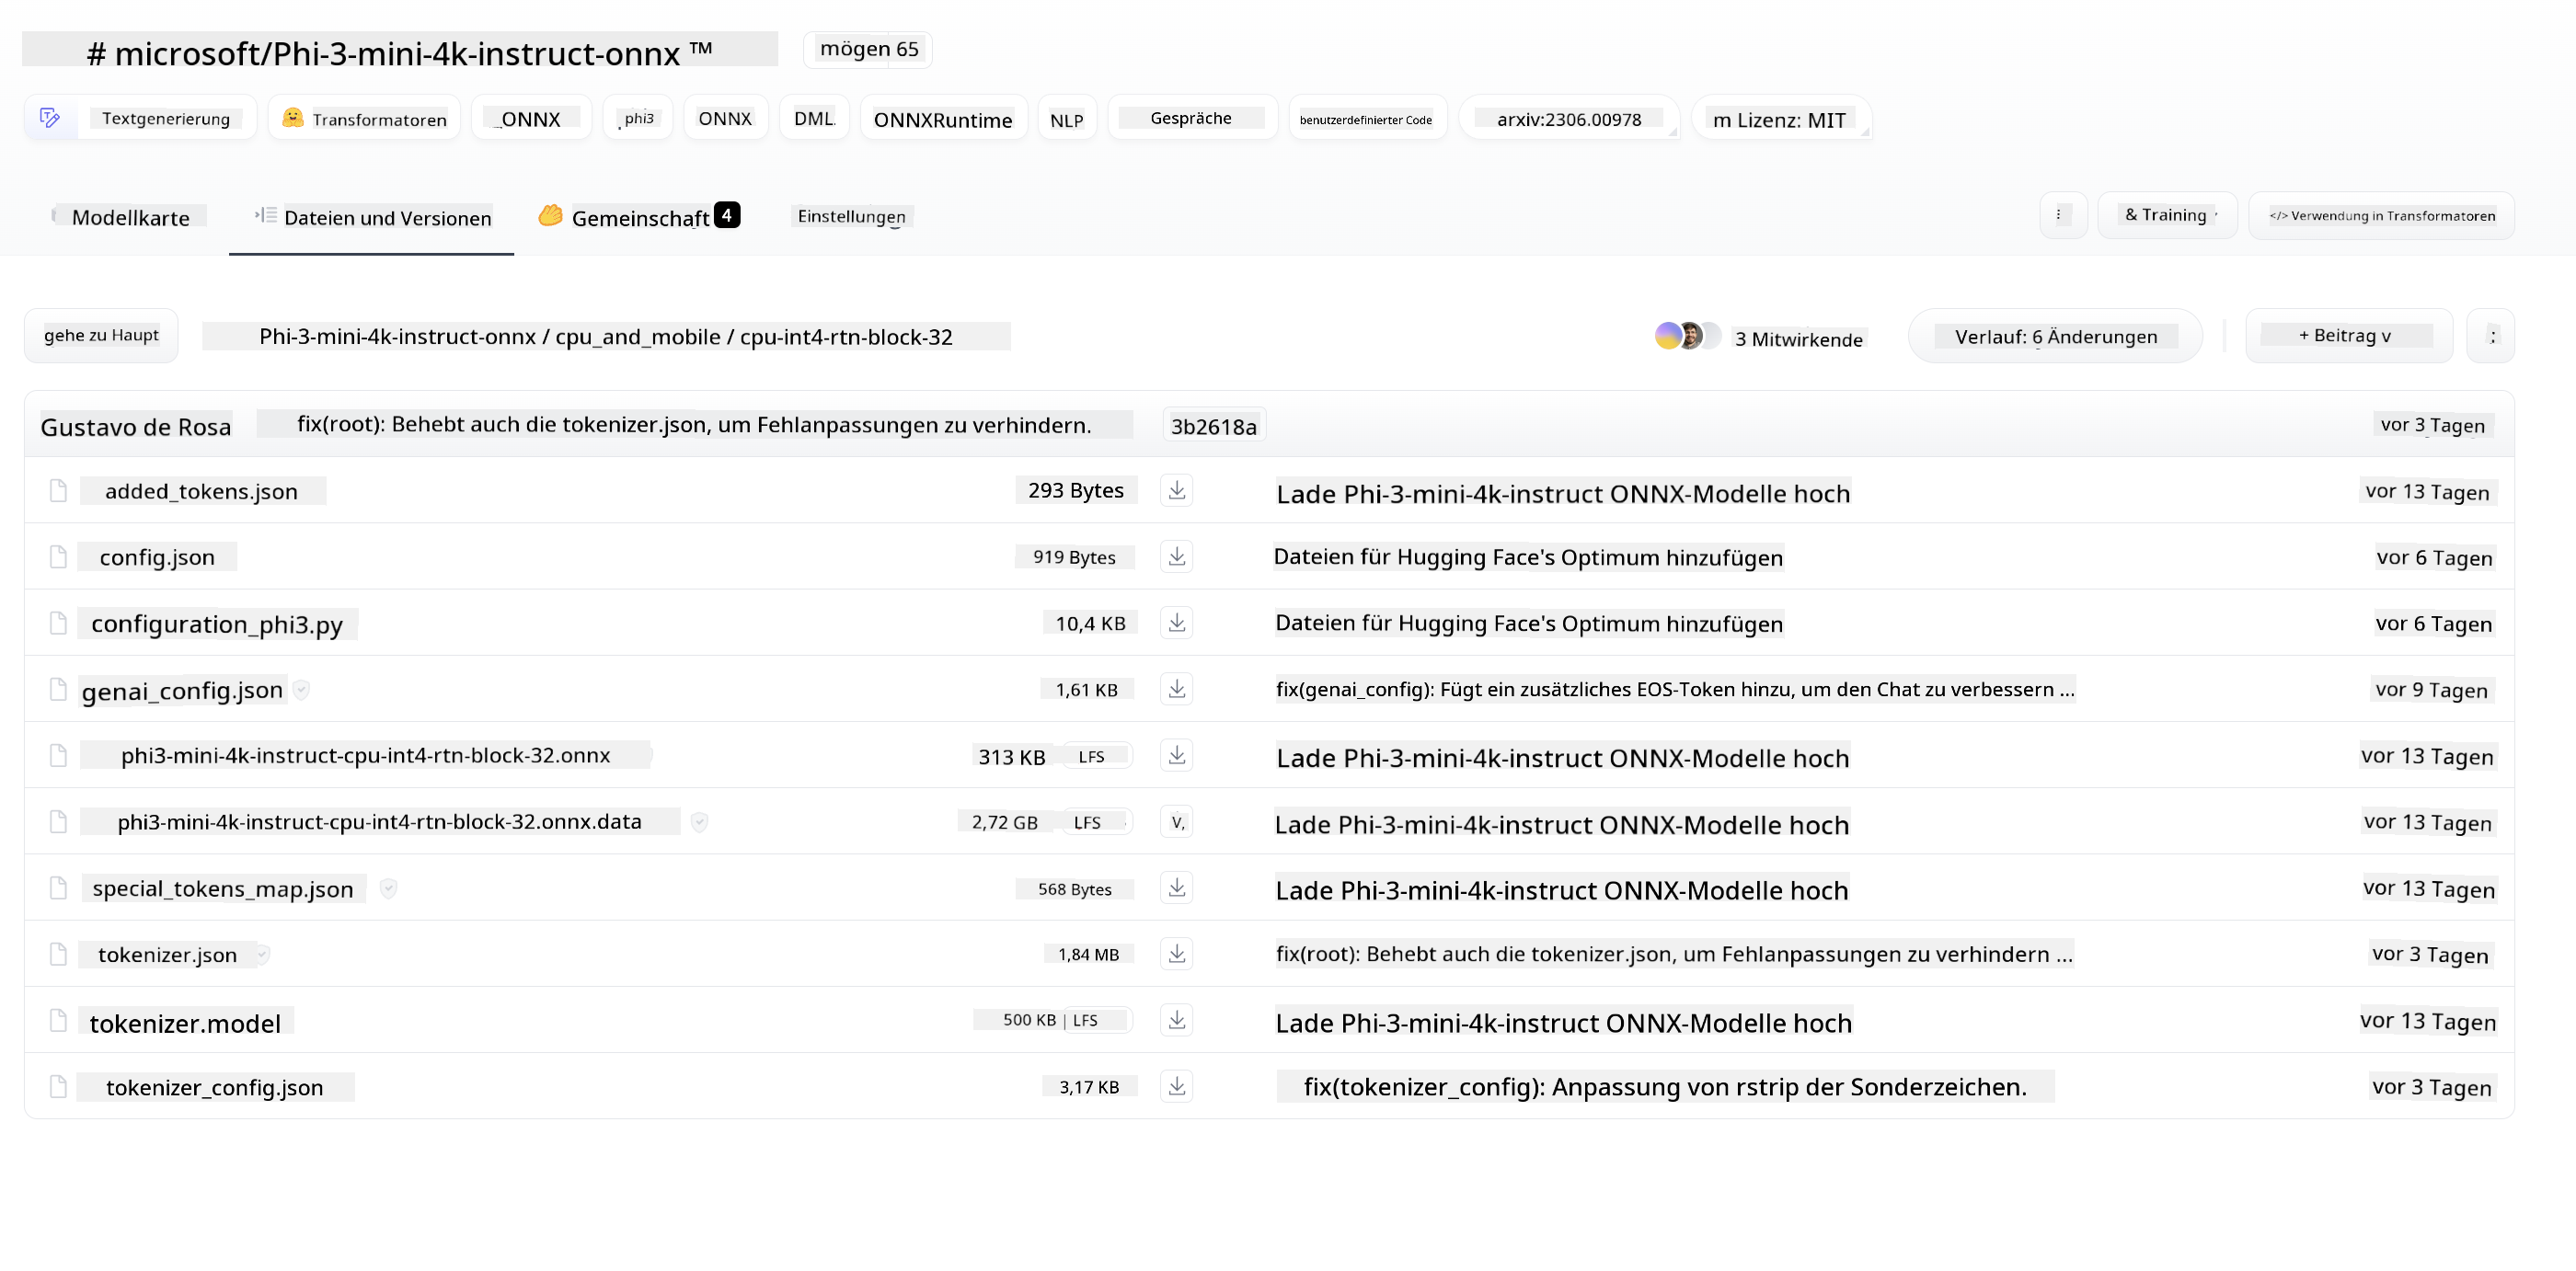 # microsoft/Phi-3-mini-4k-instruct-onnx ™ mögen 65
Textgenerierung Transformatoren _ONNX phi3 ONNX DML ONNXRuntime NLP Gespräche benutzerdefinierter Code arxiv:2306.00978 m Lizenz: MIT
Modellkarte Dateien und Versionen Gemeinschaft 4 Einstellungen & Training </> Verwendung in Transformatoren
gehe zu Haupt Phi-3-mini-4k-instruct-onnx / cpu_and_mobile / cpu-int4-rtn-block-32 3 Mitwirkende Verlauf: 6 Änderungen + Beitrag v
Gustavo de Rosa fix(root): Behebt auch die tokenizer.json, um Fehlanpassungen zu verhindern. 3b2618a vor 3 Tagen
added_tokens.json 293 Bytes Lade Phi-3-mini-4k-instruct ONNX-Modelle hoch vor 13 Tagen
config.json 919 Bytes Dateien für Hugging Face's Optimum hinzufügen vor 6 Tagen
configuration_phi3.py 10,4 KB Dateien für Hugging Face's Optimum hinzufügen vor 6 Tagen
genai_config.json 1,61 KB fix(genai_config): Fügt ein zusätzliches EOS-Token hinzu, um den Chat zu verbessern ... vor 9 Tagen
phi3-mini-4k-instruct-cpu-int4-rtn-block-32.onnx 313 KB LFS Lade Phi-3-mini-4k-instruct ONNX-Modelle hoch vor 13 Tagen
phi3-mini-4k-instruct-cpu-int4-rtn-block-32.onnx.data 2,72 GB LFS V, Lade Phi-3-mini-4k-instruct ONNX-Modelle hoch vor 13 Tagen
special_tokens_map.json 568 Bytes Lade Phi-3-mini-4k-instruct ONNX-Modelle hoch vor 13 Tagen
tokenizer.json 1,84 MB fix(root): Behebt auch die tokenizer.json, um Fehlanpassungen zu verhindern ... vor 3 Tagen
tokenizer.model 500 KB | LFS Lade Phi-3-mini-4k-instruct ONNX-Modelle hoch vor 13 Tagen
tokenizer_config.json 3,17 KB fix(tokenizer_config): Anpassung von rstrip der Sonderzeichen. vor 3 Tagen